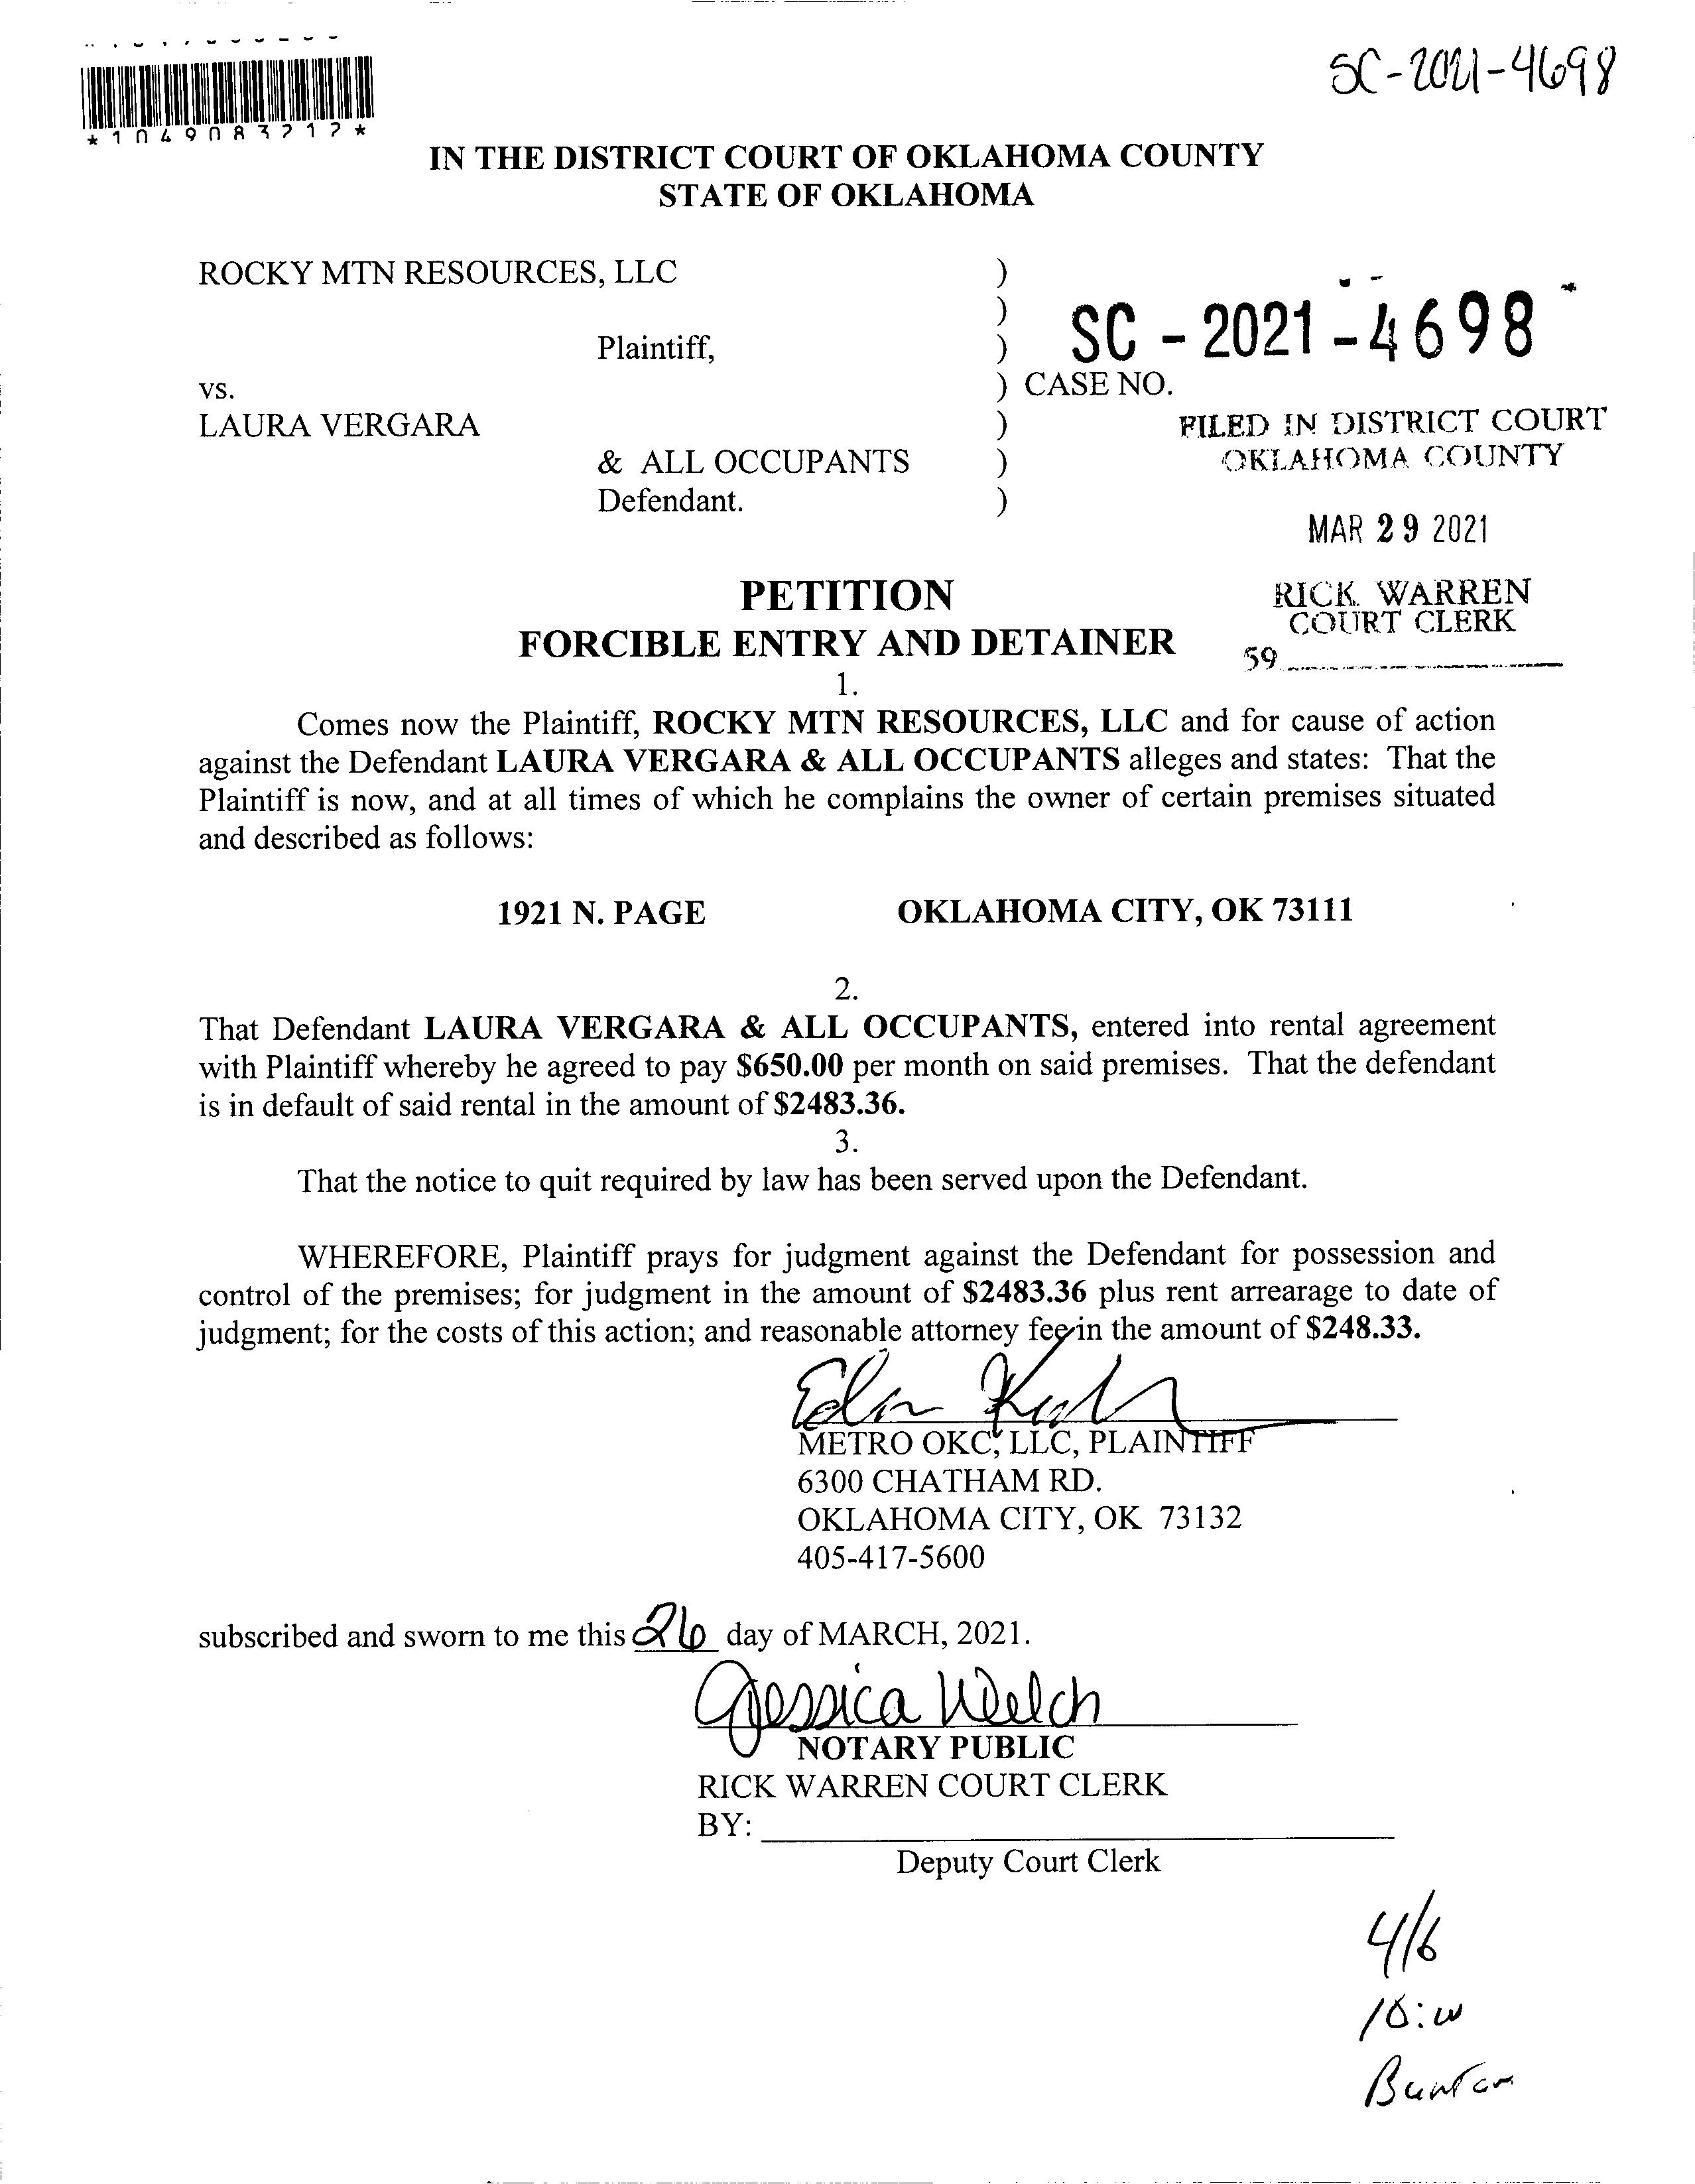 SC-2021-4698
*1049083212*
IN THE DISTRICT COURT OF OKLAHOMA COUNTY
STATE OF OKLAHOMA
ROCKY MTN RESOURCES, LLC )
)
Plaintiff, ) SC - 2021 - 4698
vs. ) CASE NO.
LAURA VERGARA ) FILED IN DISTRICT COURT
& ALL OCCUPANTS ) OKLAHOMA COUNTY
Defendant. )
MAR 29 2021
PETITION RICK WARREN
COURT CLERK
FORCIBLE ENTRY AND DETAINER
59
1.
Comes now the Plaintiff, ROCKY MTN RESOURCES, LLC and for cause of action
against the Defendant LAURA VERGARA & ALL OCCUPANTS alleges and states: That the
Plaintiff is now, and at all times of which he complains the owner of certain premises situated
and described as follows:
1921 N. PAGE OKLAHOMA CITY, OK 73111
2.
That Defendant LAURA VERGARA & ALL OCCUPANTS, entered into rental agreement
with Plaintiff whereby he agreed to pay $650.00 per month on said premises. That the defendant
is in default of said rental in the amount of $2483.36.
3.
That the notice to quit required by law has been served upon the Defendant.
WHEREFORE, Plaintiff prays for judgment against the Defendant for possession and
control of the premises; for judgment in the amount of $2483.36 plus rent arrearage to date of
judgment; for the costs of this action; and reasonable attorney fee in the amount of $248.33.
METRO OKC, LLC, PLAINTIFF
6300 CHATHAM RD.
OKLAHOMA CITY, OK 73132
405-417-5600
subscribed and sworn to me this 26 day of MARCH, 2021.
Jessica Welch
NOTARY PUBLIC
RICK WARREN COURT CLERK
BY:
Deputy Court Clerk
4/6